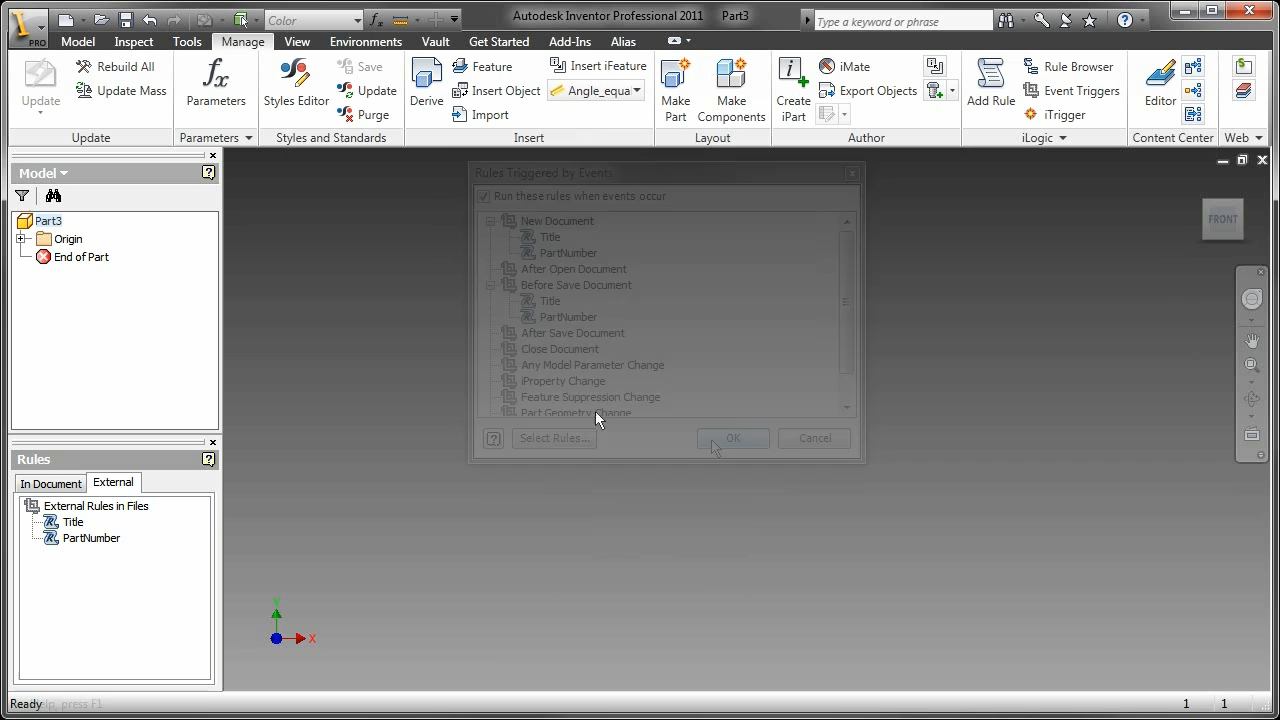 Color
Autodesk Inventor Professional 2011 Part3
Type a keyword or phrase
PRO
Model Inspect Tools Manage View Environments Vault Get Started Add-Ins Alias
Update
Rebuild All
Update Mass
Update
Parameters
Parameters
Styles Editor
Save
Update
Purge
Styles and Standards
Derive
Feature
Insert Object
Import
Insert iFeature
Angle_equa
Insert
Make Part
Make Components
Layout
Create iPart
iMate
Export Objects
Author
Add Rule
Rule Browser
Event Triggers
iTrigger
iLogic
Editor
Content Center
Web
Model
Part3
Origin
End of Part
Rules Triggered by Events
Run these rules when events occur
New Document
Title
PartNumber
After Open Document
Before Save Document
Title
PartNumber
After Save Document
Close Document
Any Model Parameter Change
iProperty Change
Feature Suppression Change
Part Geometry Change
Select Rules... OK Cancel
FRONT
Rules
In Document External
External Rules in Files
Title
PartNumber
Y
X
Ready
press F1
1 1